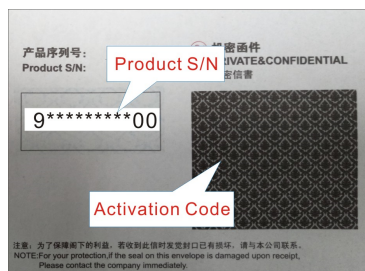 产品序列号:
Product S/N:
Product S/N
密函件
RIVATE&CONFIDENTIAL
密信書
9*********00
Activation Code
注意:为了保障阁下的利益,若收到此信时发觉封口已有损坏,请与本公司联系。
NOTE:For your protection,if the seal on this envelope is damaged upon receipt,
Please contact the company immediately.